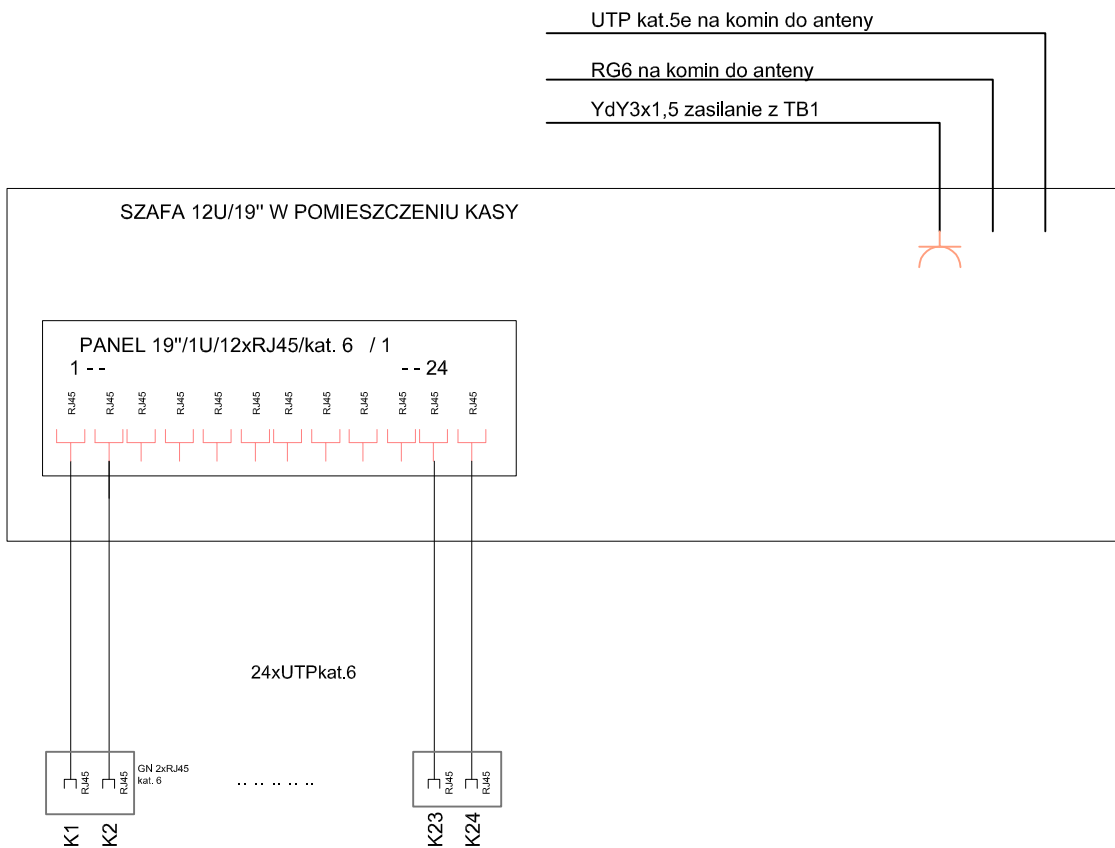 UTP kat.5e na komin do anteny
RG6 na komin do anteny
YdY3x1,5 zasilanie z TB1
SZAFA 12U/19" W POMIESZCZENIU KASY
PANEL 19"/1U/12xRJ45/kat. 6 / 1
1 - - - - 24
RJ45 RJ45 RJ45 RJ45 RJ45 RJ45 RJ45 RJ45 RJ45 RJ45 RJ45 RJ45
24xUTPkat.6
RJ45 RJ45 GN 2xRJ45
kat. 6
.. .. .. .. ..
RJ45 RJ45
K1 K2 K23 K24